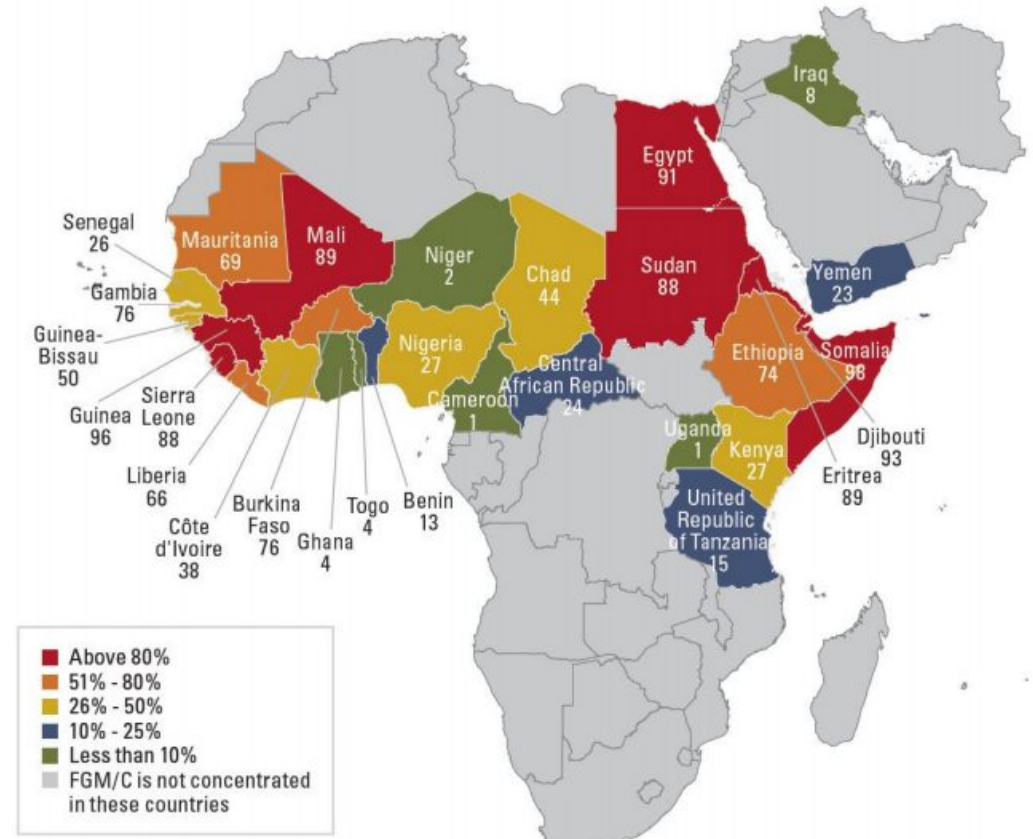 Iraq
8
Egypt
91
Senegal
26
Mauritania
69
Mali
89
Niger
2
Chad
44
Sudan
88
Yemen
23
Gambia
76
Guinea-
Bissau
50
Nigeria
27
Ethiopia
74
Somalia
98
Guinea
96
Sierra
Leone
88
Cameroon
1
Central
African Republic
24
Uganda
1
Kenya
27
Djibouti
93
Eritrea
89
Liberia
66
Côte
d'Ivoire
38
Burkina
Faso
76
Ghana
4
Togo
4
Benin
13
United
Republic
of Tanzania
15
Above 80%
51% - 80%
26% - 50%
10% - 25%
Less than 10%
FGM/C is not concentrated
in these countries